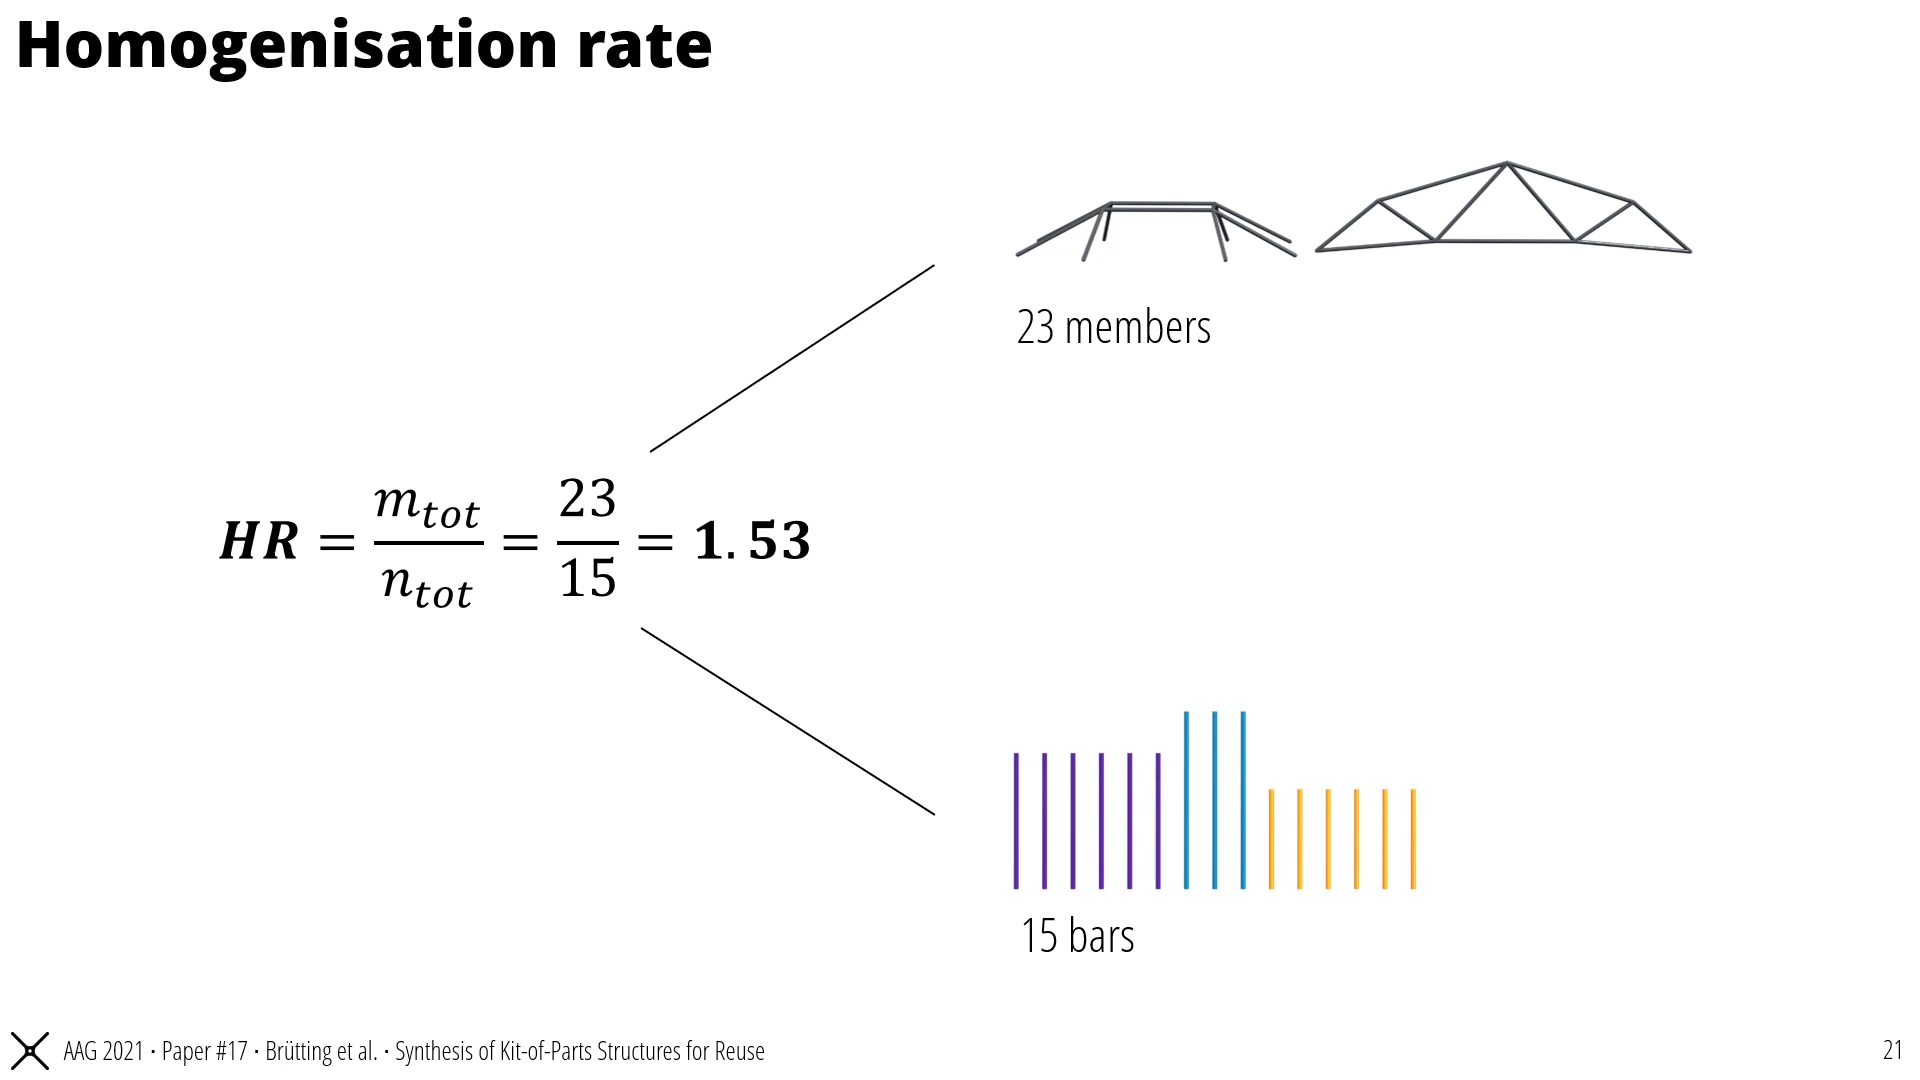 Homogenisation rate
23 members
HR = m_tot / n_tot = 23 / 15 = 1.53
15 bars
AAG 2021 · Paper #17 · Brütting et al. · Synthesis of Kit-of-Parts Structures for Reuse
21